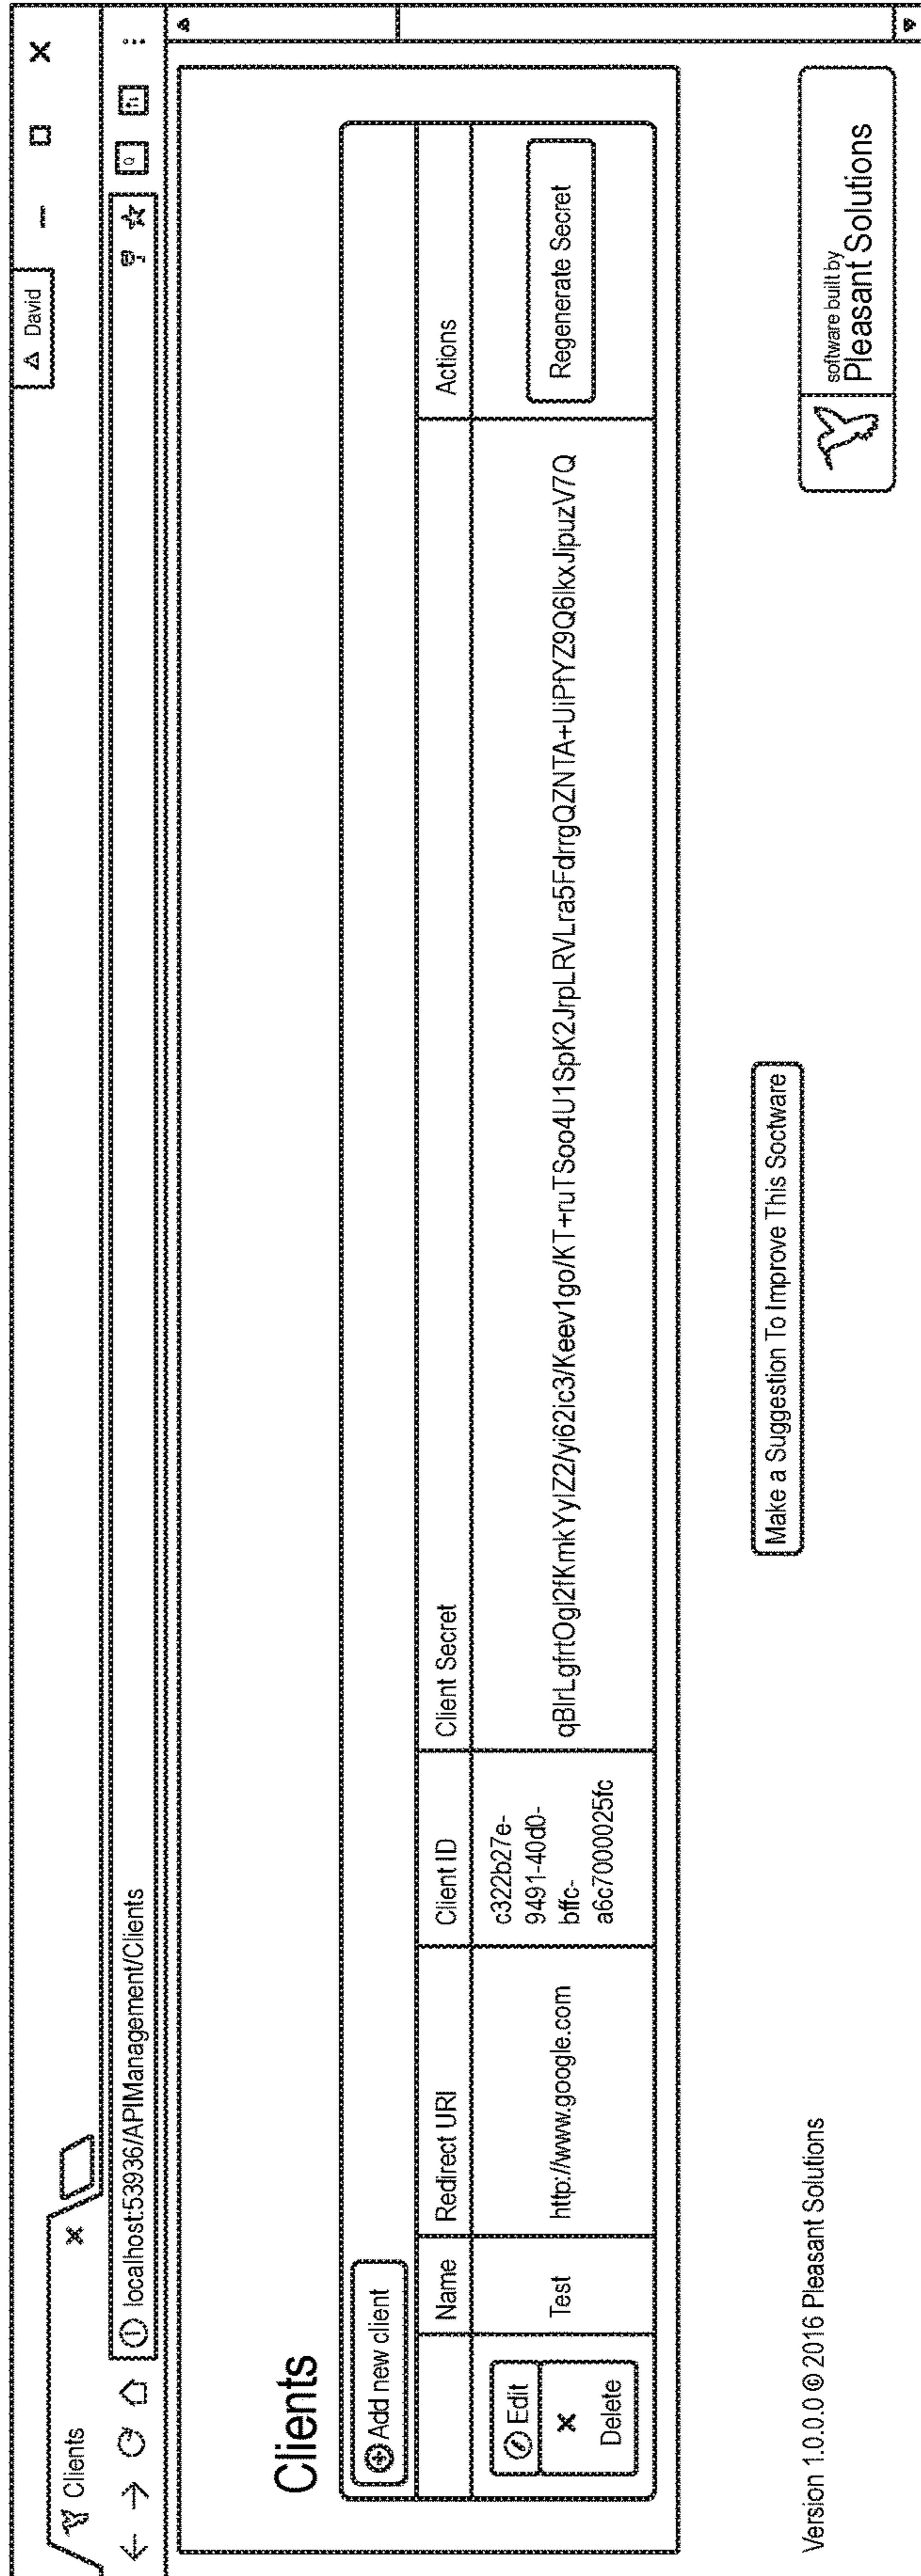 David
Clients
localhost:53936/APIManagement/Clients
Clients
Add new client
Name
Redirect URI
Client ID
Client Secret
Actions
Edit
Delete
Test
http://www.google.com
c322b27e-
9491-40d0-
bffc-
a6c7000025fc
qBlrLgfrtOgl2fKmkYylZ2/yi62ic3/Keev1go/KT+ruTSoo4U1SpK2JrpLRVLra5FdrrgQZNTA+UiPfYZ9Q6lkxJipuzV7Q
Regenerate Secret
Make a Suggestion To Improve This Soctware
Version 1.0.0.0 © 2016 Pleasant Solutions
software built by
Pleasant Solutions